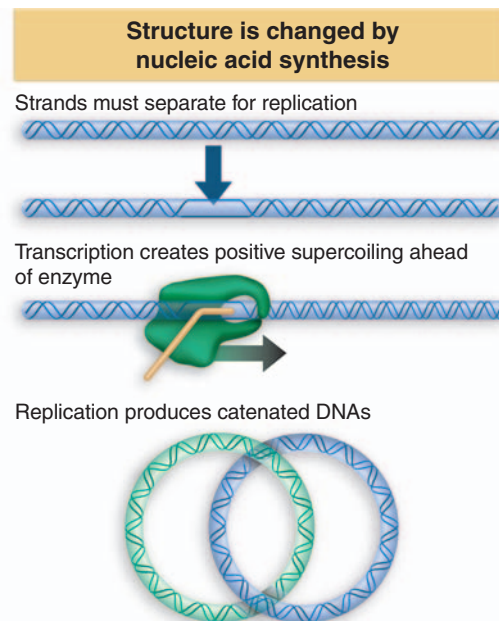 Structure is changed by
nucleic acid synthesis
Strands must separate for replication
Transcription creates positive supercoiling ahead
of enzyme
Replication produces catenated DNAs